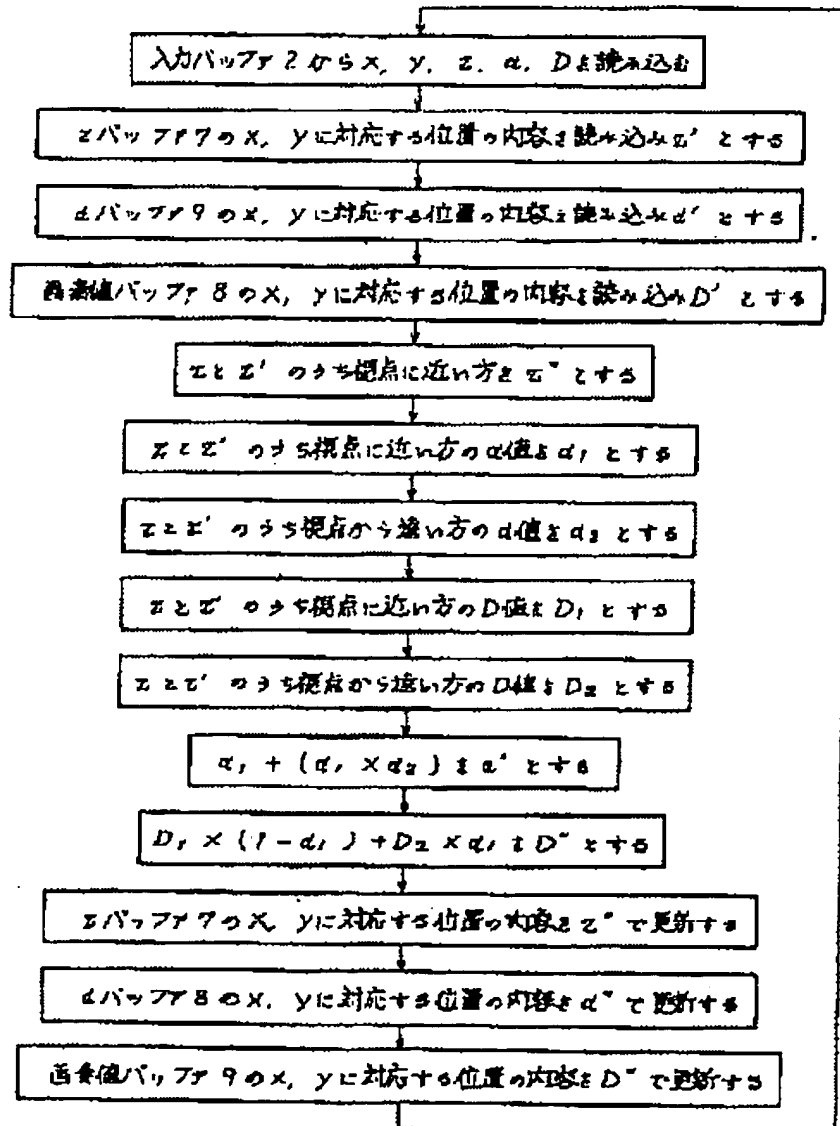 入力バッファ2からx, y, z, α, Dを読み込む
zバッファ7のx, yに対応する位置の内容を読み込みz'とする
αバッファ9のx, yに対応する位置の内容を読み込みα'とする
画素値バッファ8のx, yに対応する位置の内容を読み込みD'とする
zとz'のうち視点に近い方をz"とする
zとz'のうち視点に近い方のα値をα₁とする
zとz'のうち視点から遠い方のα値をα₂とする
zとz'のうち視点に近い方のD値をD₁とする
zとz'のうち視点から遠い方のD値をD₂とする
α₁ + (α₁ × α₂) をα"とする
D₁ × (1-α₁) + D₂ × α₁ をD"とする
zバッファ7のx, yに対応する位置の内容をz"で更新する
αバッファ8のx, yに対応する位置の内容をα"で更新する
画素値バッファ9のx, yに対応する位置の内容をD"で更新する